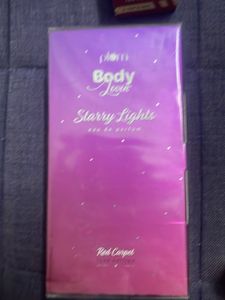 plum
Body
Lovin'
Starry Lights
eau de parfum
Red Carpet